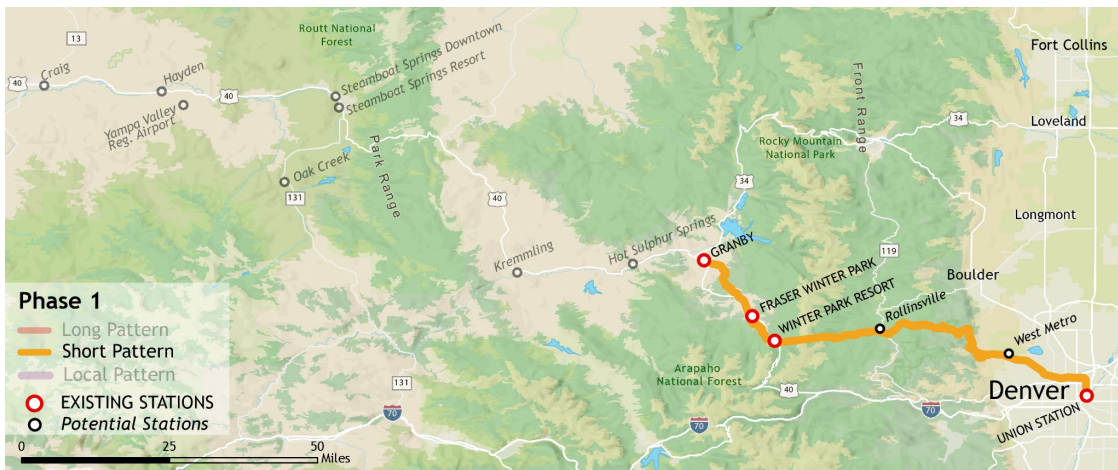 Routt National
Forest
Steamboat Springs Downtown
Steamboat Springs Resort
13
40
Craig
Hayden
40
Yampa Valley
Reg. Airport
Oak Creek
131
Park Range
40
Kremmling
Hot Sulphur Springs
34
Rocky Mountain
National Park
Front Range
34
Fort Collins
Loveland
Longmont
Boulder
119
GRANBY
FRASER WINTER PARK
WINTER PARK RESORT
Rollinsville
West Metro
Denver
UNION STATION
Arapaho
National Forest
40
70
70
70
131
Phase 1
Long Pattern
Short Pattern
Local Pattern
EXISTING STATIONS
Potential Stations
0 25 50
Miles